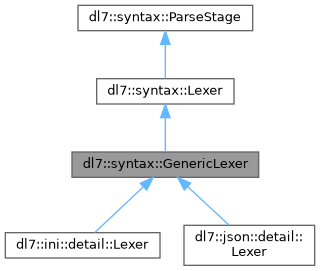 dl7::syntax::ParseStage
dl7::syntax::Lexer
dl7::syntax::GenericLexer
dl7::ini::detail::Lexer
dl7::json::detail::
Lexer